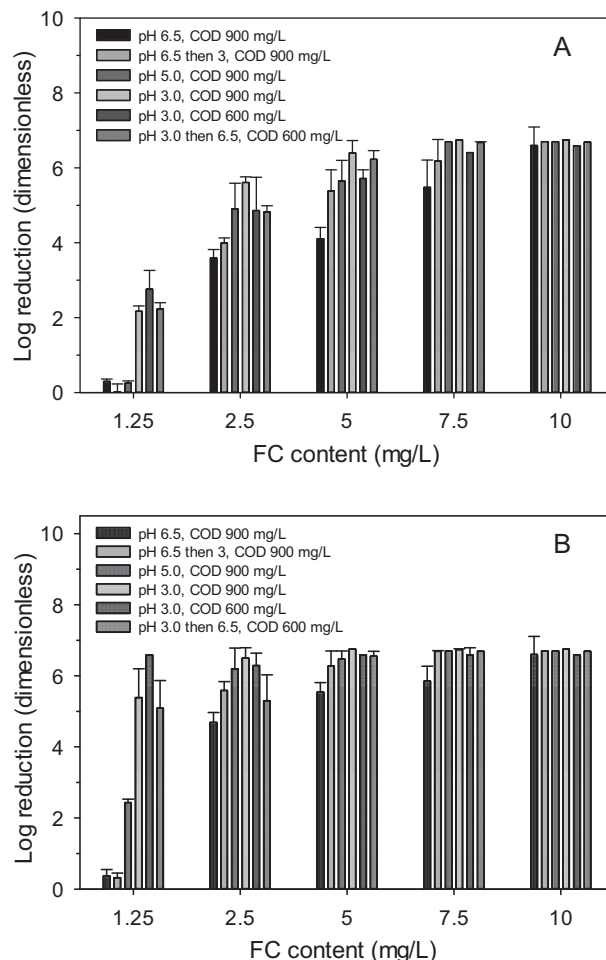 10
8
6
4
2
0
Log reduction (dimensionless)
A
pH 6.5, COD 900 mg/L
pH 6.5 then 3, COD 900 mg/L
pH 5.0, COD 900 mg/L
pH 3.0, COD 900 mg/L
pH 3.0, COD 600 mg/L
pH 3.0 then 6.5, COD 600 mg/L
1.25 2.5 5 7.5 10
FC content (mg/L)
10
8
6
4
2
0
Log reduction (dimensionless)
B
pH 6.5, COD 900 mg/L
pH 6.5 then 3, COD 900 mg/L
pH 5.0, COD 900 mg/L
pH 3.0, COD 900 mg/L
pH 3.0, COD 600 mg/L
pH 3.0 then 6.5, COD 600 mg/L
1.25 2.5 5 7.5 10
FC content (mg/L)